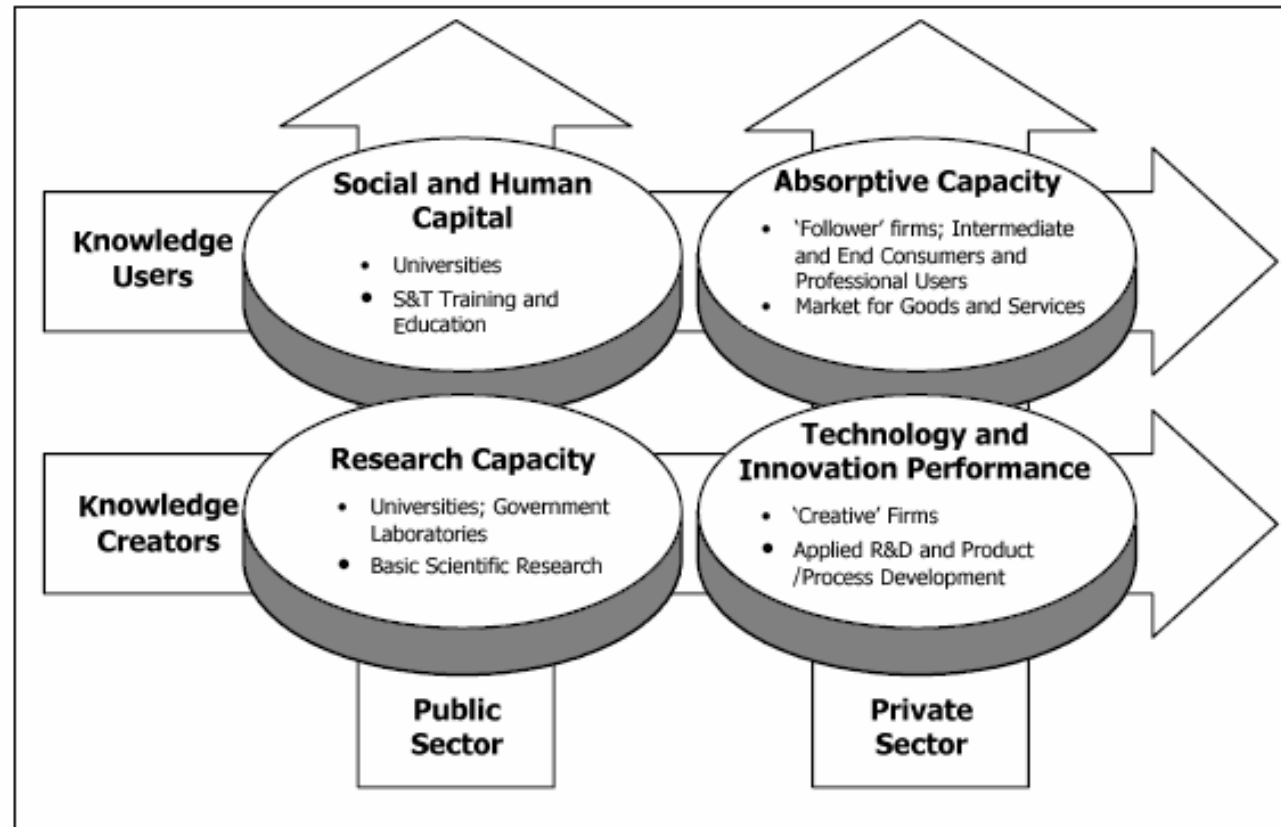 Social and Human
Capital
• Universities
• S&T Training and
Education
Absorptive Capacity
• ‘Follower’ firms; Intermediate
and End Consumers and
Professional Users
• Market for Goods and Services
Knowledge
Users
Research Capacity
• Universities; Government
Laboratories
• Basic Scientific Research
Technology and
Innovation Performance
• ‘Creative’ Firms
• Applied R&D and Product
/Process Development
Knowledge
Creators
Public
Sector
Private
Sector